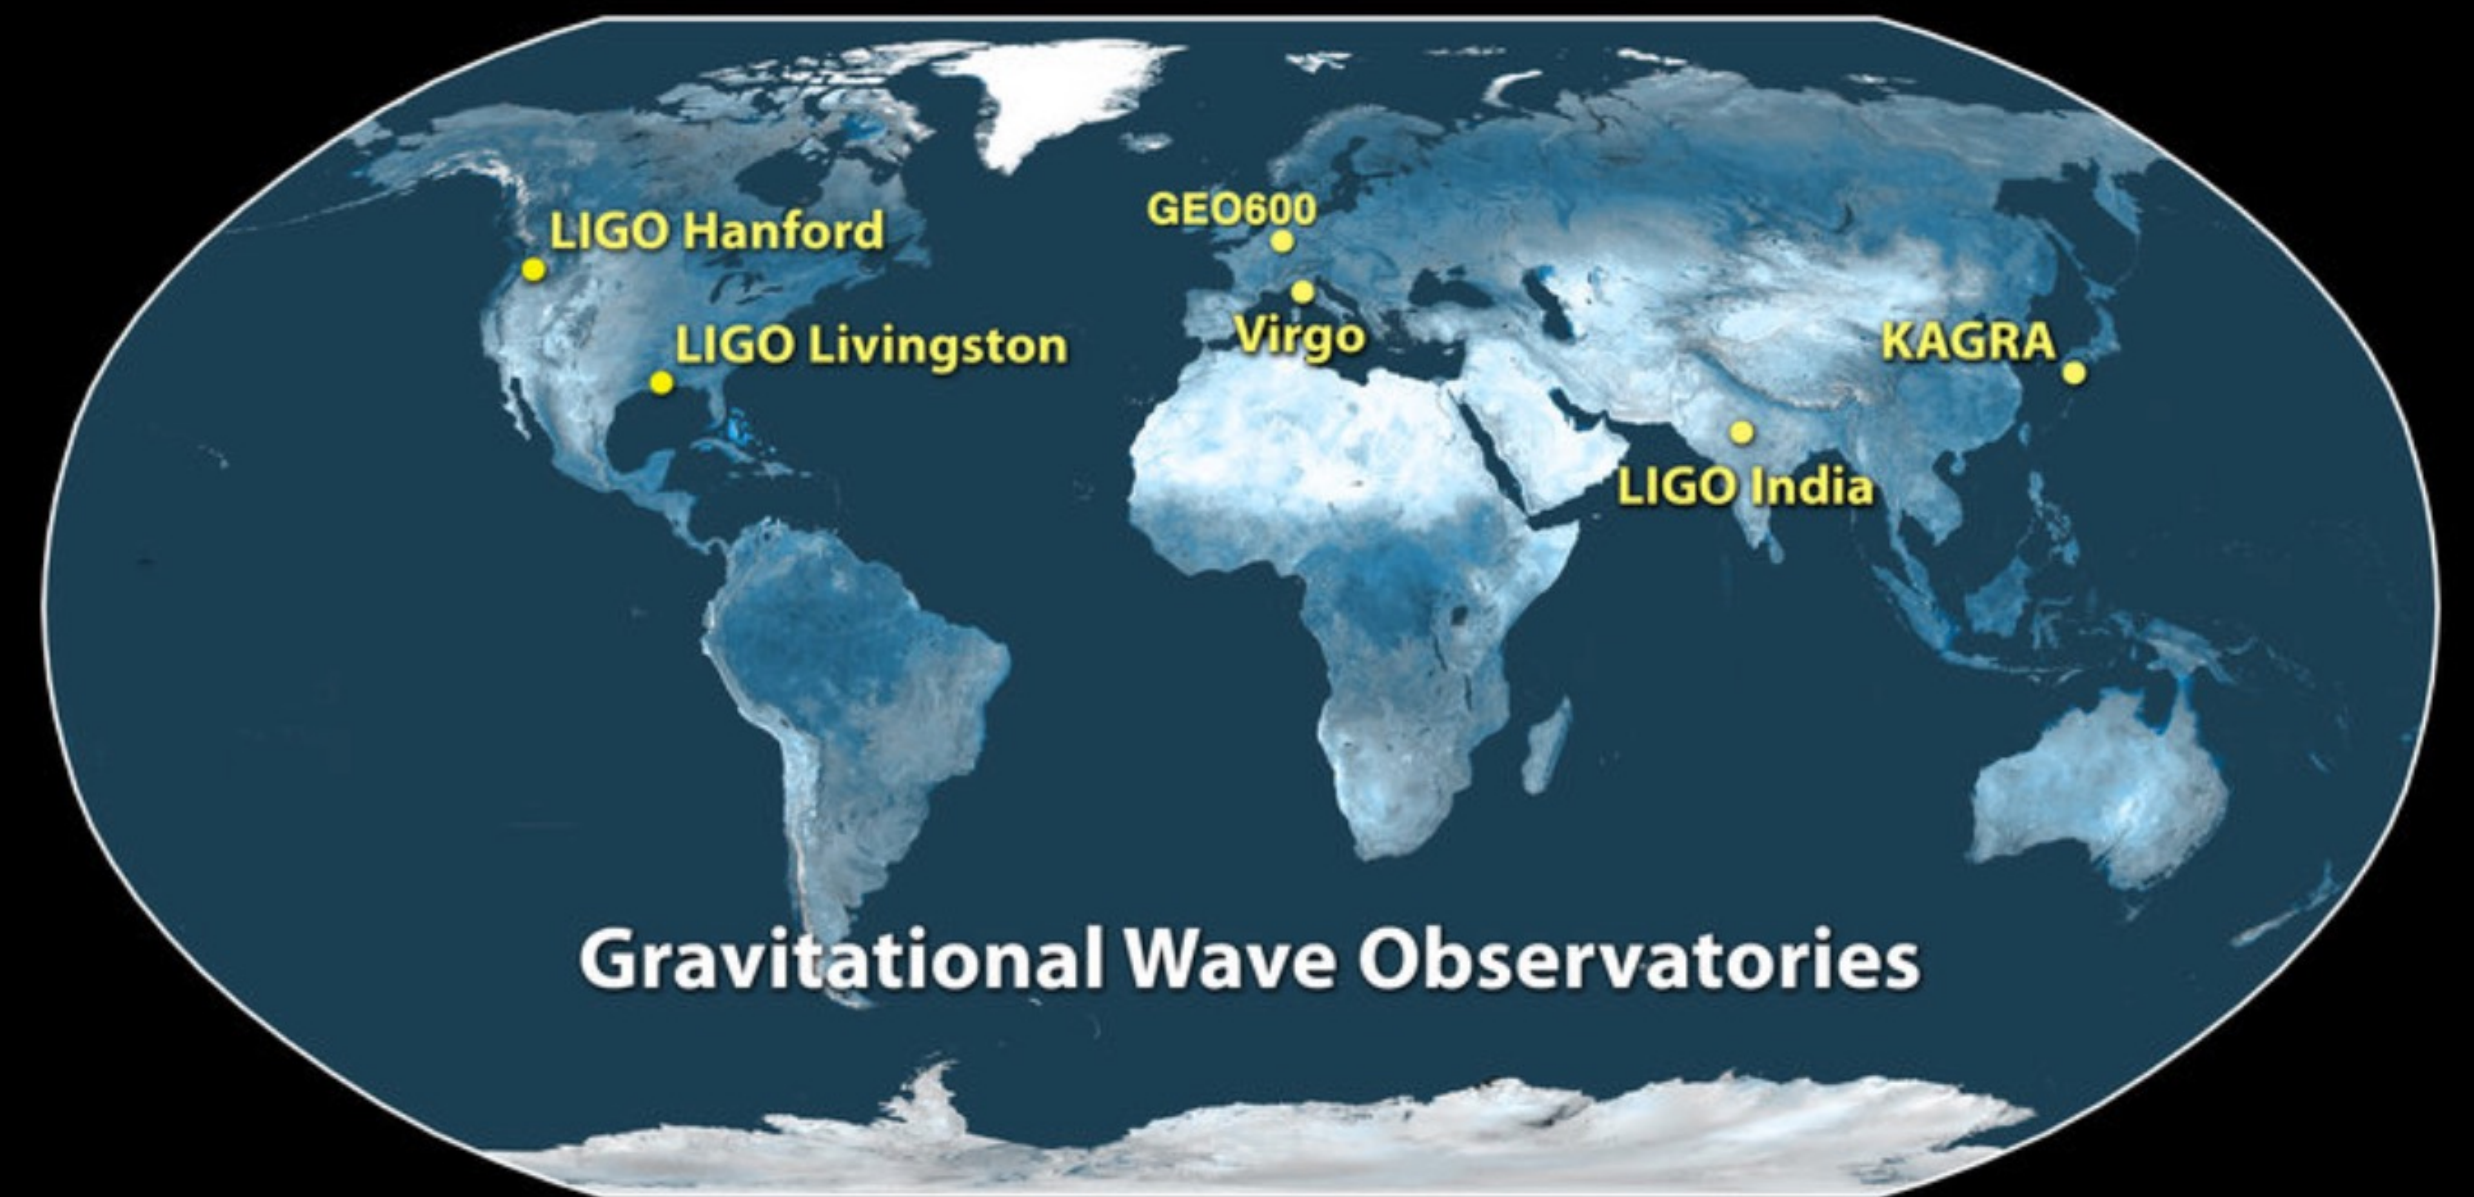 GEO600
LIGO Hanford
Virgo
KAGRA
LIGO Livingston
LIGO India
Gravitational Wave Observatories